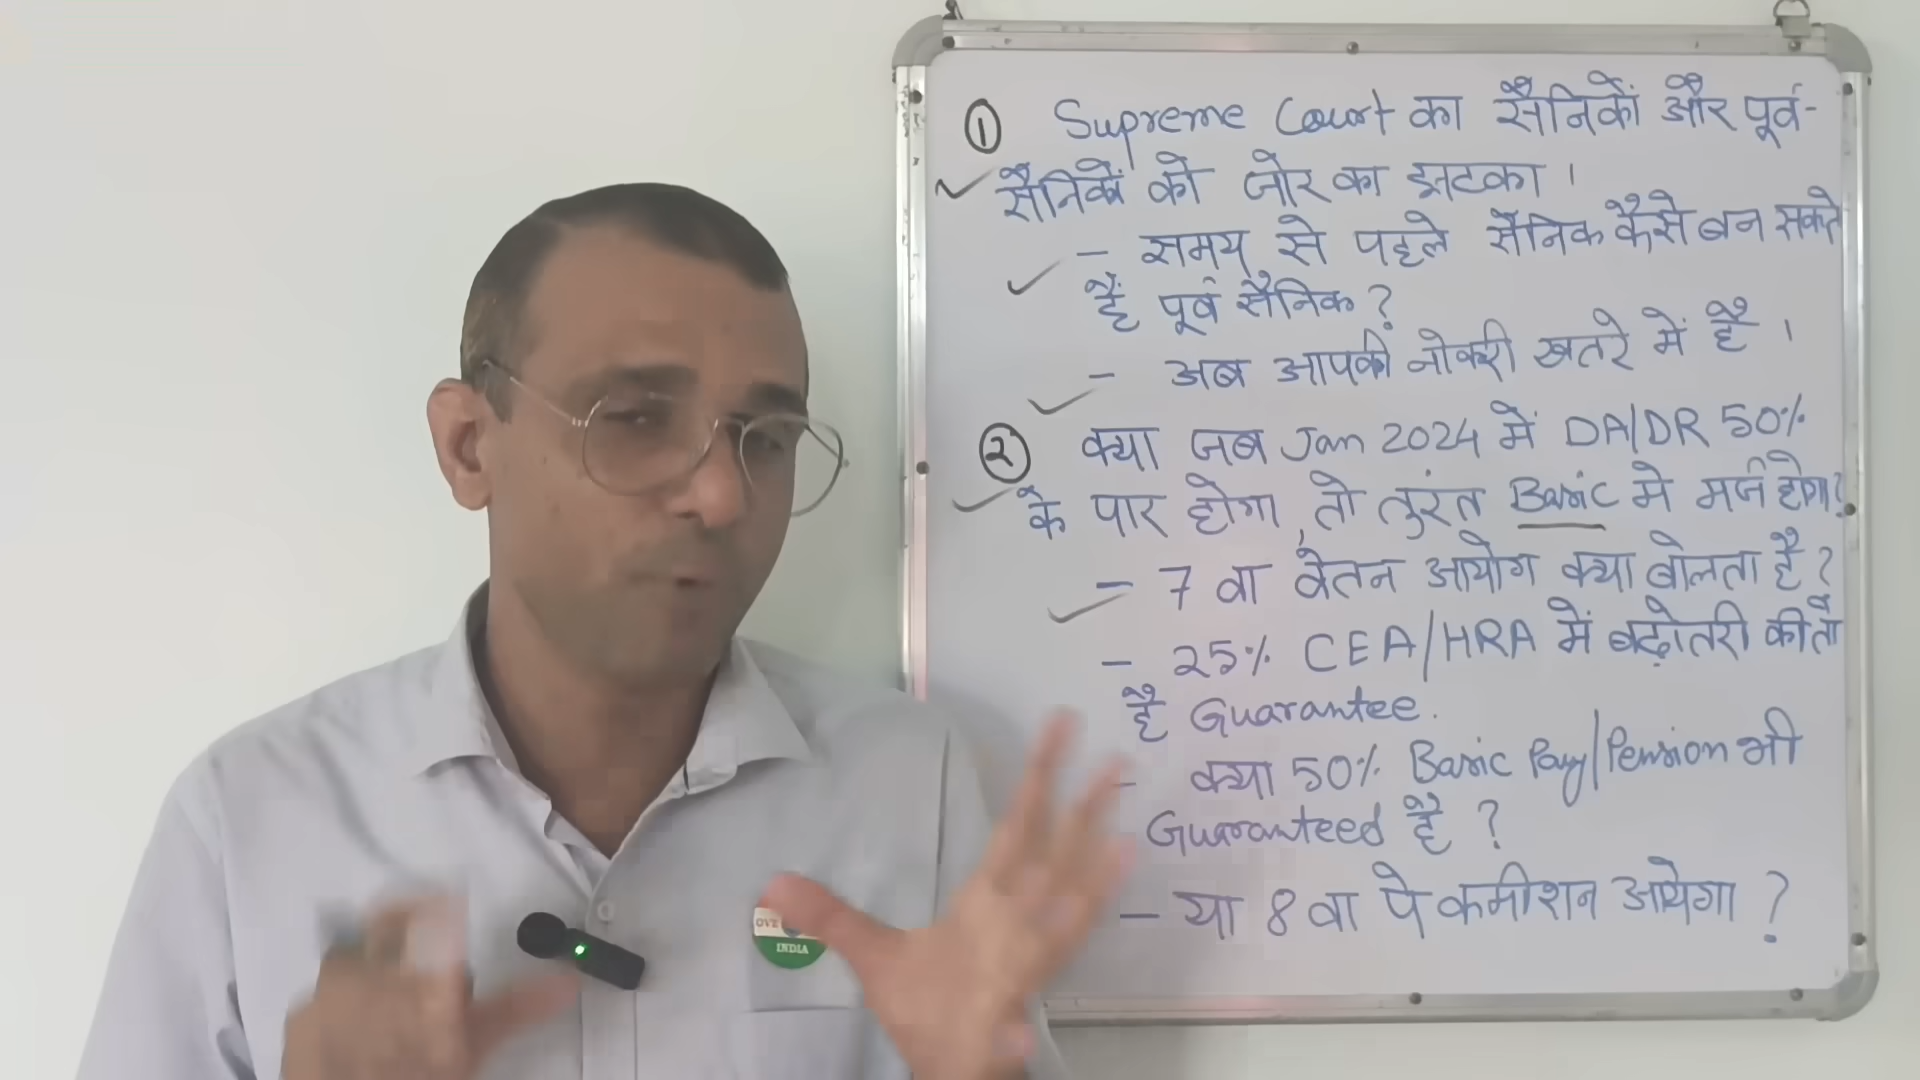 ① Supreme Court का सैनिकों और पूर्व-
सैनिकों को जोर का झटका ।
- समय से पहले सैनिक कैसे बन सकते
हैं पूर्व सैनिक ?
- अब आपकी नोकरी खतरे में है ।
② क्या जब Jan 2024 में DA/DR 50%
के पार होगा, तो तुरंत Basic मे मर्ज होगा?
- 7 वा वेतन आयोग क्या बोलता है ?
- 25% CEA/HRA में बढ़ोतरी की तो
है Guarantee.
- क्या 50% Basic Pay/Pension भी
Guaranteed है ?
- या 8 वा पे कमीशन आयेगा ?
INDIA